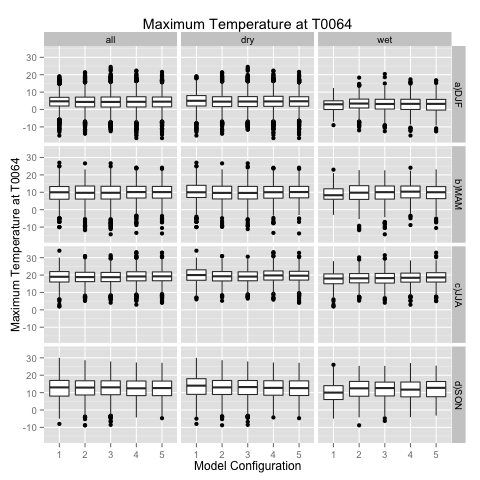 Maximum Temperature at T0064
all dry wet
Maximum Temperature at T0064
30
20
10
0
-10
a)DJF
30
20
10
0
-10
b)MAM
30
20
10
0
-10
c)JJA
30
20
10
0
-10
d)SON
1 2 3 4 5 1 2 3 4 5 1 2 3 4 5
Model Configuration